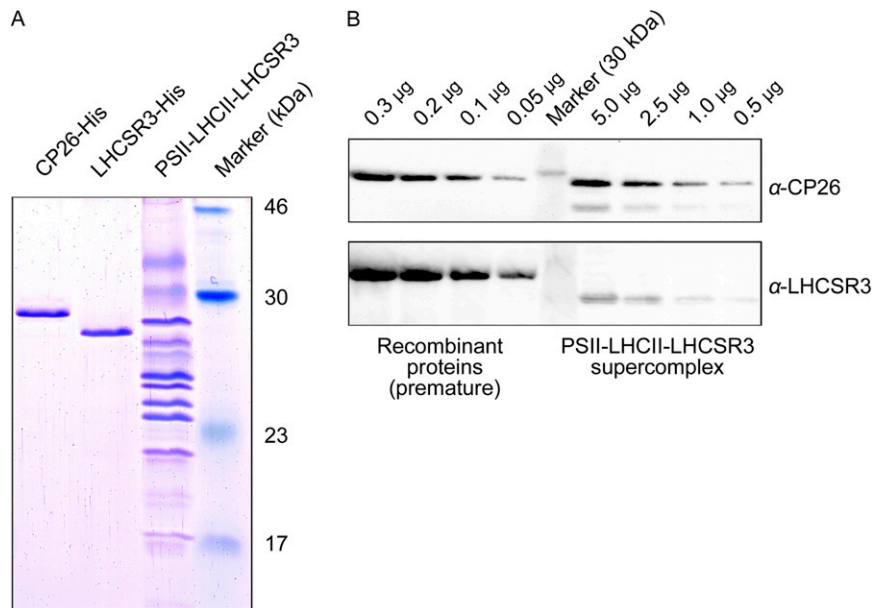 A
CP26-His
LHCSR3-His
PSII-LHCII-LHCSR3
Marker (kDa)
46
30
23
17
B
0.3 µg
0.2 µg
0.1 µg
0.05 µg
Marker (30 kDa)
5.0 µg
2.5 µg
1.0 µg
0.5 µg
α-CP26
α-LHCSR3
Recombinant
proteins
(premature)
PSII-LHCII-LHCSR3
supercomplex